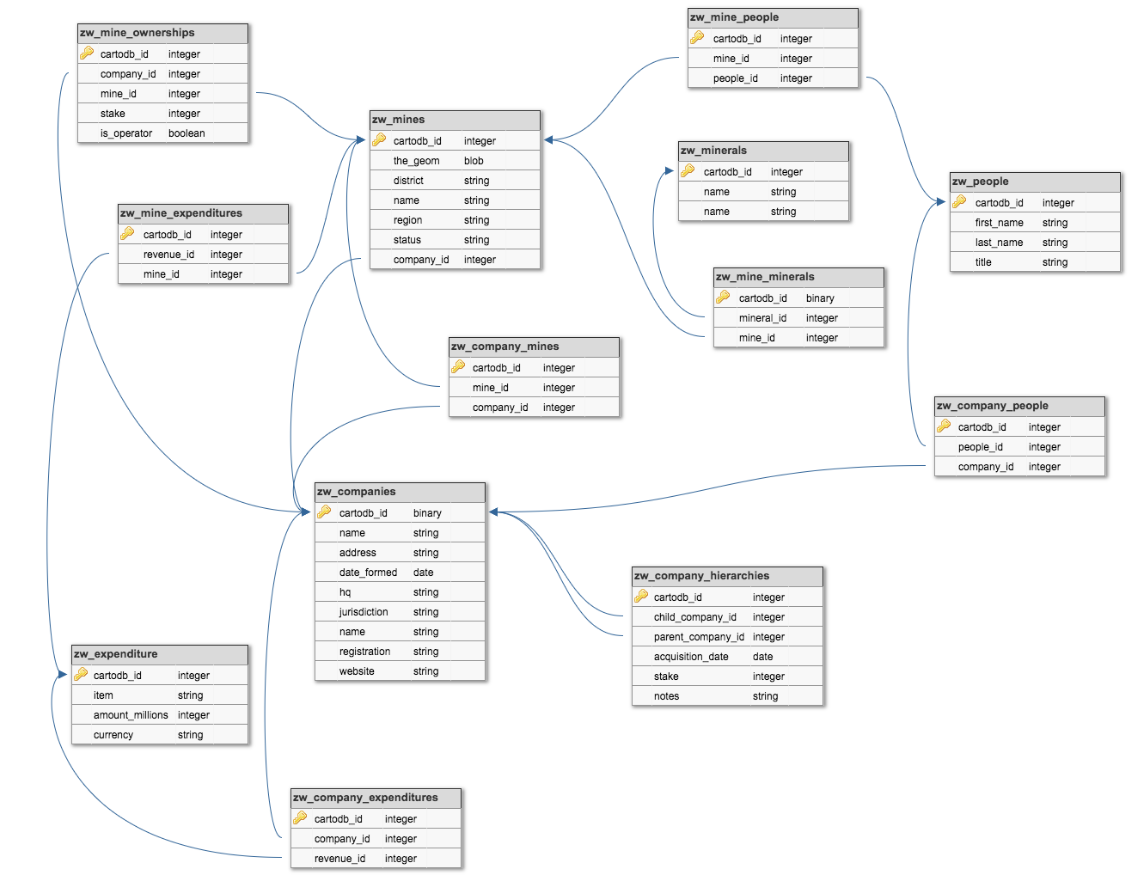 zw_mine_ownerships
cartodb_id integer
company_id integer
mine_id integer
stake integer
is_operator boolean
zw_mine_people
cartodb_id integer
mine_id integer
people_id integer
zw_mines
cartodb_id integer
the_geom blob
district string
name string
region string
status string
company_id integer
zw_minerals
cartodb_id integer
name string
name string
zw_people
cartodb_id integer
first_name string
last_name string
title string
zw_mine_expenditures
cartodb_id integer
revenue_id integer
mine_id integer
zw_mine_minerals
cartodb_id binary
mineral_id integer
mine_id integer
zw_company_mines
cartodb_id integer
mine_id integer
company_id integer
zw_company_people
cartodb_id integer
people_id integer
company_id integer
zw_companies
cartodb_id binary
name string
address string
date_formed date
hq string
jurisdiction string
name string
registration string
website string
zw_company_hierarchies
cartodb_id integer
child_company_id integer
parent_company_id integer
acquisition_date date
stake integer
notes string
zw_expenditure
cartodb_id integer
item string
amount_millions integer
currency string
zw_company_expenditures
cartodb_id integer
company_id integer
revenue_id integer